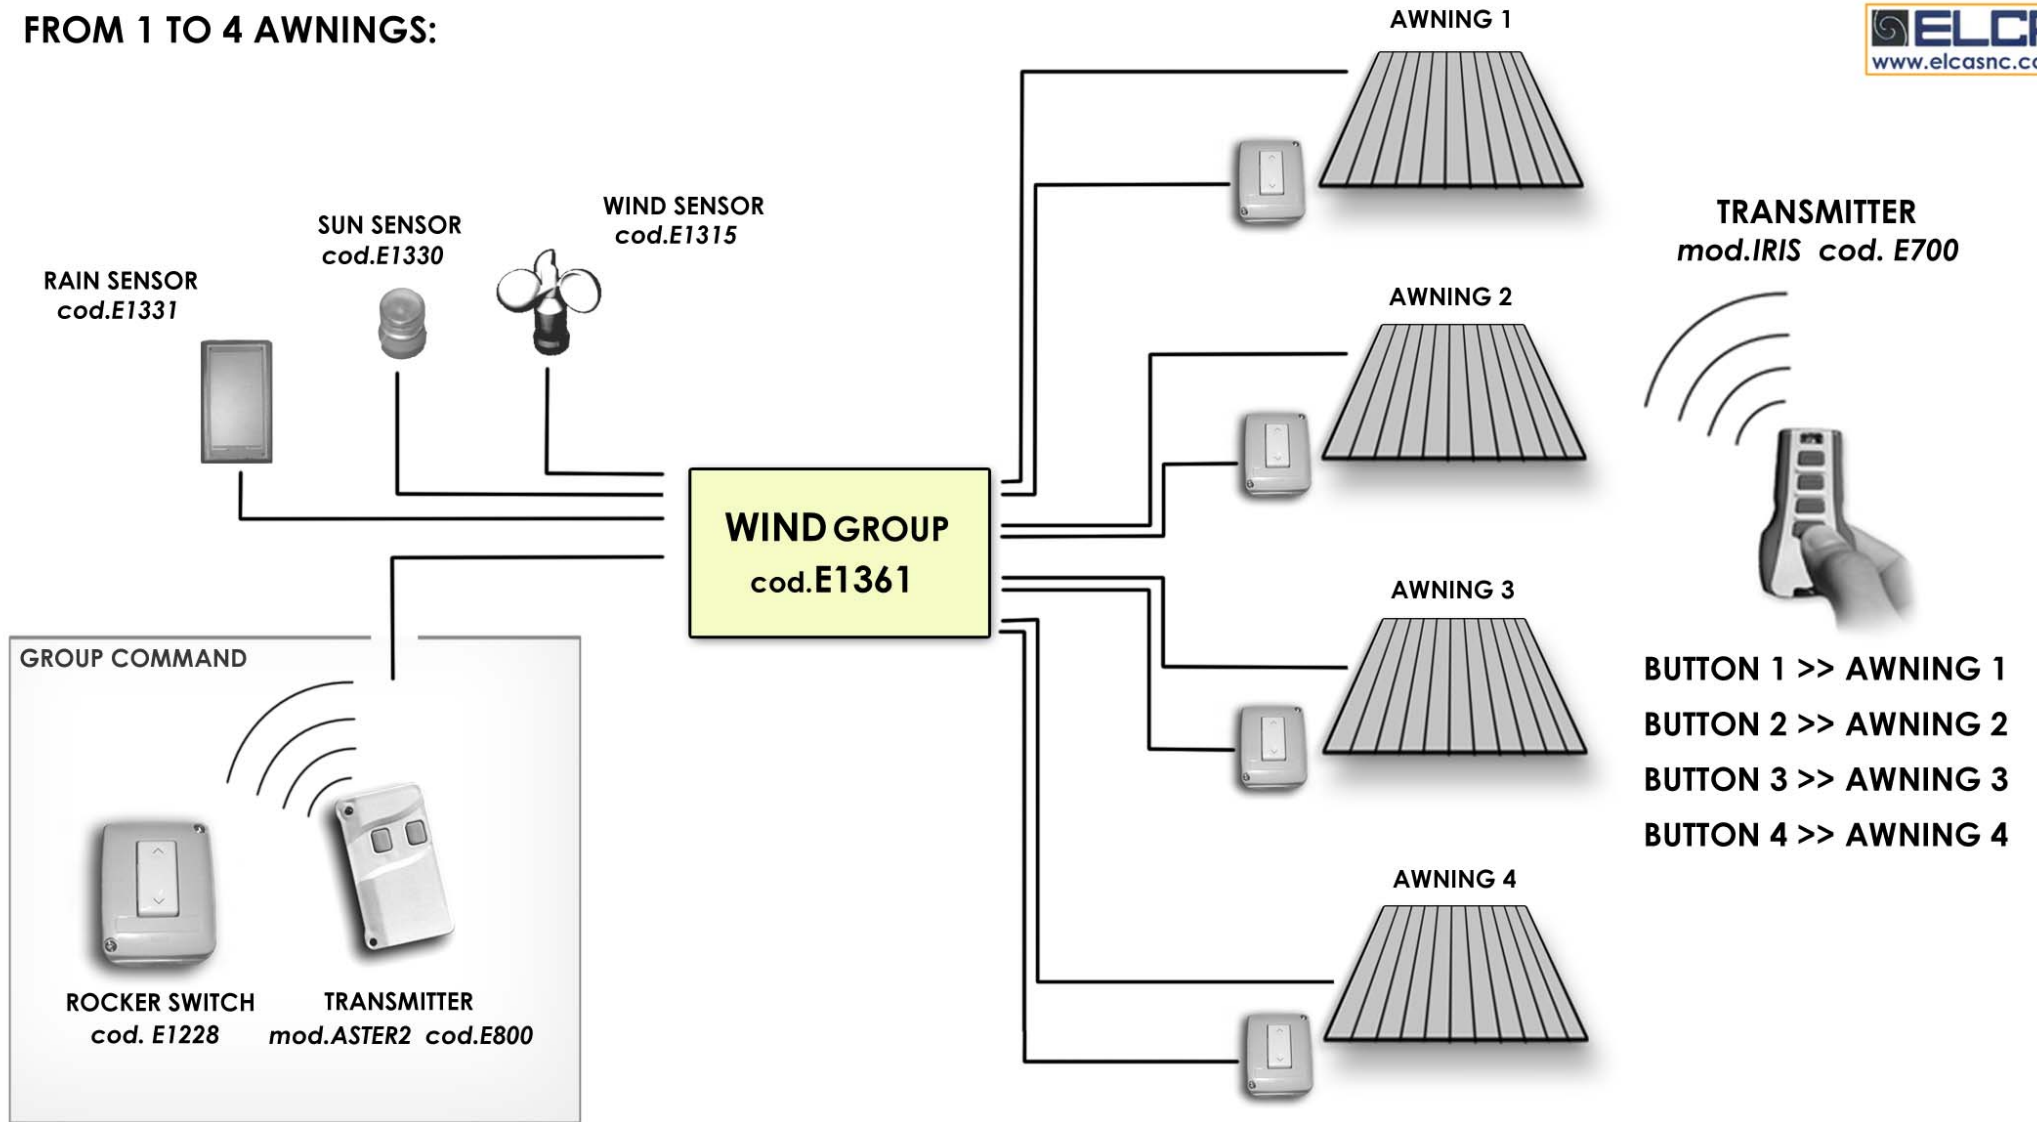 FROM 1 TO 4 AWNINGS:
www.elcasnc.co
AWNING 1
WIND SENSOR
cod.E1315
SUN SENSOR
cod.E1330
RAIN SENSOR
cod.E1331
TRANSMITTER
mod.IRIS cod. E700
AWNING 2
WIND GROUP
cod.E1361
AWNING 3
GROUP COMMAND
BUTTON 1 >> AWNING 1
BUTTON 2 >> AWNING 2
BUTTON 3 >> AWNING 3
BUTTON 4 >> AWNING 4
AWNING 4
ROCKER SWITCH
cod. E1228
TRANSMITTER
mod.ASTER2 cod.E800